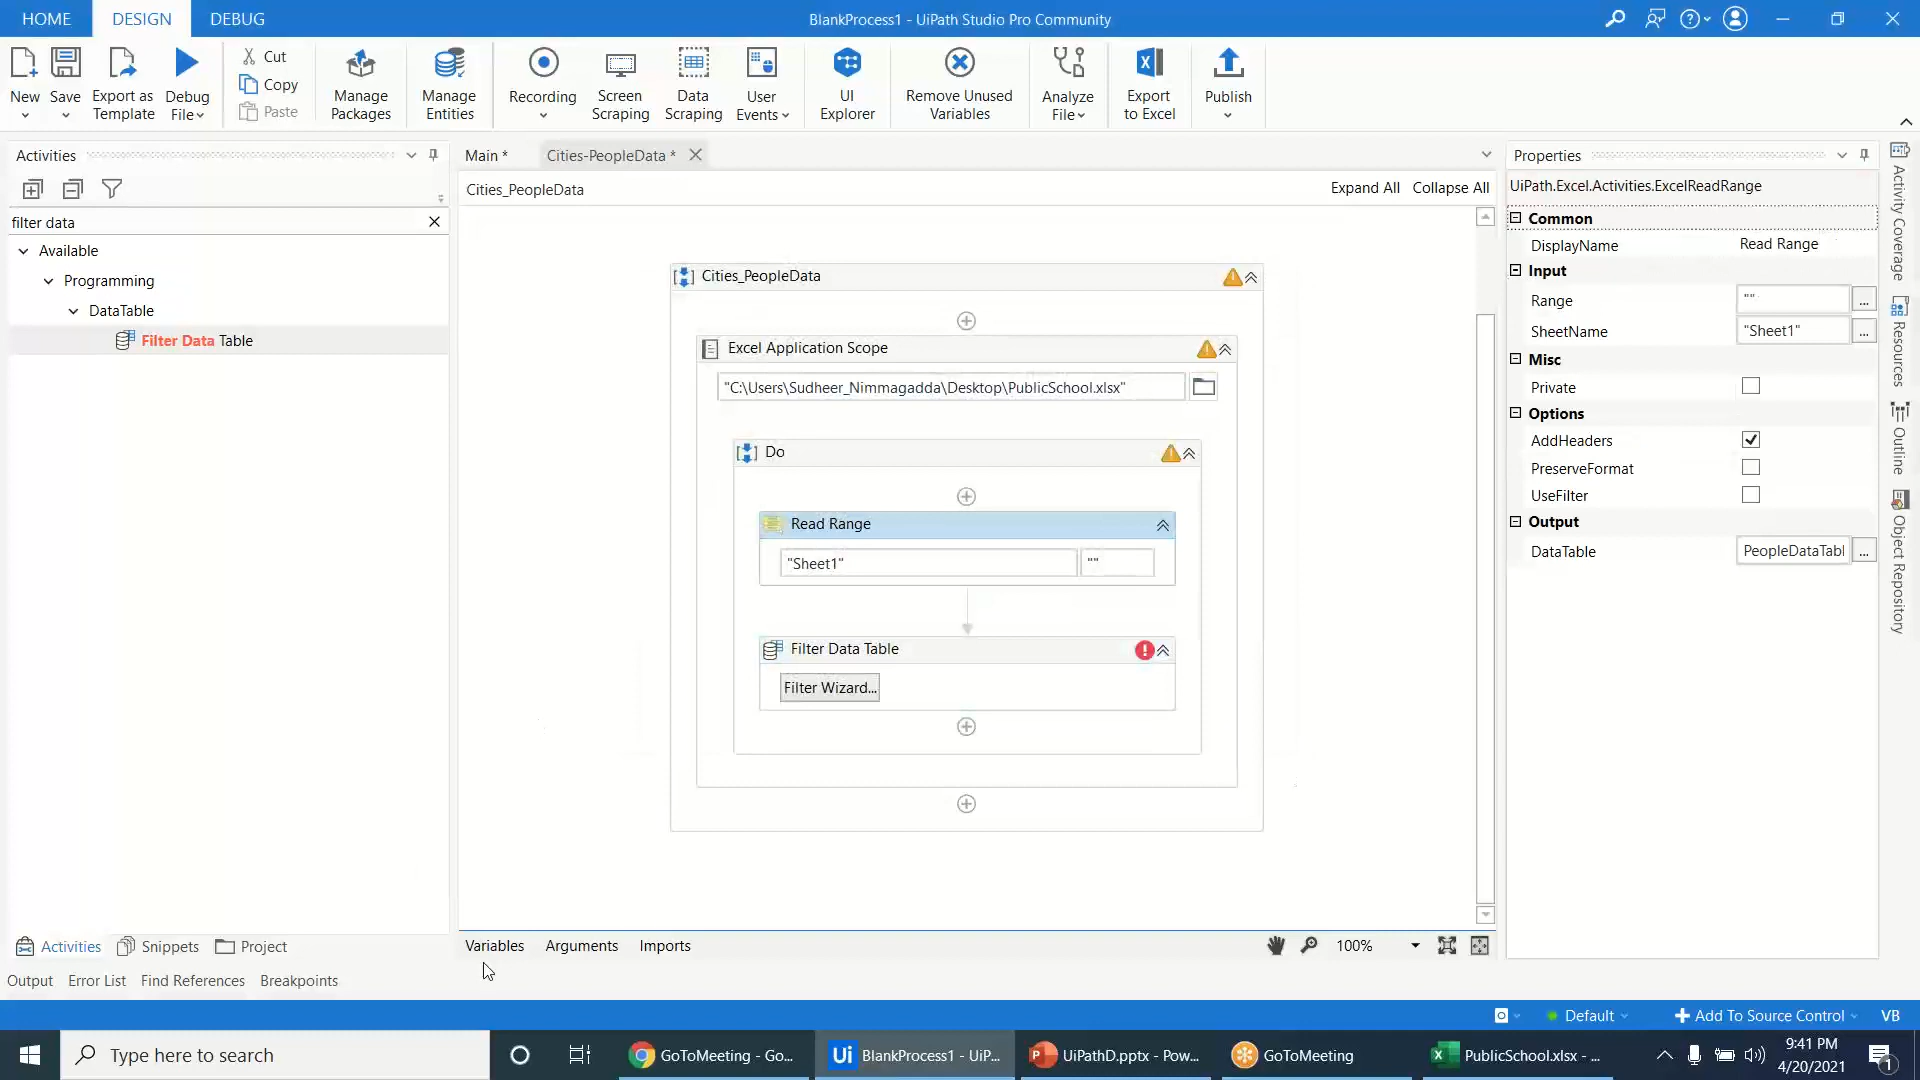 HOME
DESIGN
DEBUG
BlankProcess1 - UiPath Studio Pro Community
New
Save
Export as
Template
Debug
File
Cut
Copy
Paste
Manage
Packages
Manage
Entities
Recording
Screen
Scraping
Data
Scraping
User
Events
UI
Explorer
Remove Unused
Variables
Analyze
File
Export
to Excel
Publish
Activities
filter data
Available
Programming
DataTable
Filter Data Table
Main *
Cities-PeopleData *
Cities_PeopleData
Expand All
Collapse All
Cities_PeopleData
Excel Application Scope
"C:\Users\Sudheer_Nimmagadda\Desktop\PublicSchool.xlsx"
Do
Read Range
"Sheet1"
""
Filter Data Table
Filter Wizard...
Properties
UiPath.Excel.Activities.ExcelReadRange
Common
DisplayName
Read Range
Input
Range
""
...
SheetName
"Sheet1"
...
Misc
Private
Options
AddHeaders
PreserveFormat
UseFilter
Output
DataTable
PeopleDataTabl
...
Activity Coverage
Resources
Outline
Object Repository
Activities
Snippets
Project
Variables
Arguments
Imports
100%
Output
Error List
Find References
Breakpoints
Default
Add To Source Control
VB
Type here to search
GoToMeeting - Go...
Ui
BlankProcess1 - UiP...
UiPathD.pptx - Pow...
GoToMeeting
PublicSchool.xlsx - ...
9:41 PM
4/20/2021
1